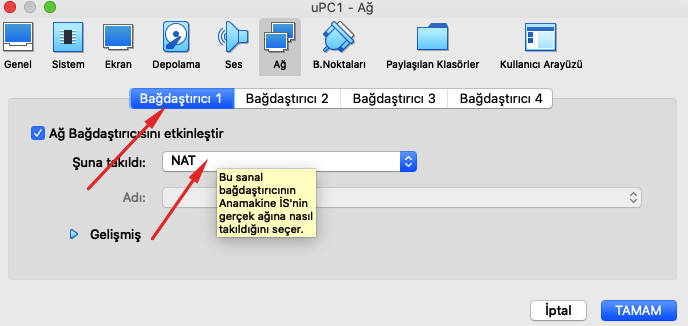 uPC1 - Ağ
Genel Sistem Ekran Depolama Ses Ağ B.Noktaları Paylaşılan Klasörler Kullanıcı Arayüzü
Bağdaştırıcı 1 Bağdaştırıcı 2 Bağdaştırıcı 3 Bağdaştırıcı 4
Ağ Bağdaştırıcısını etkinleştir
Şuna takıldı: NAT
Bu sanal
bağdaştırıcının
Anamakine İS'nin
gerçek ağına nasıl
takıldığını seçer.
Adı:
Gelişmiş
İptal TAMAM